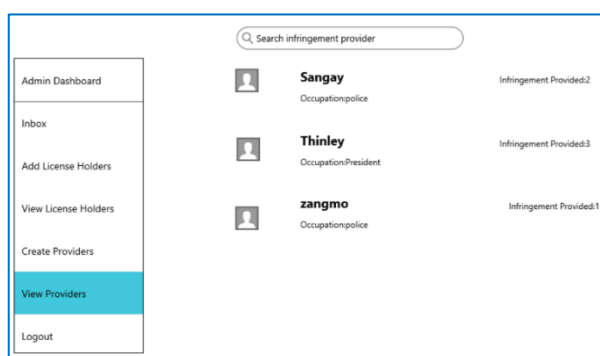 Search infringement provider
Admin Dashboard
Inbox
Add License Holders
View License Holders
Create Providers
View Providers
Logout
Sangay
Infringement Provided:2
Occupation:police
Thinley
Infringement Provided:3
Occupation:President
zangmo
Infringement Provided:1
Occupation:police